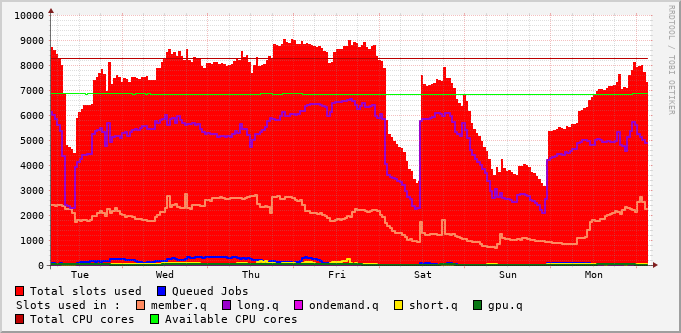 10000
9000
8000
7000
6000
5000
4000
3000
2000
1000
0
Tue Wed Thu Fri Sat Sun Mon
RRDTOOL / TOBI OETIKER
Total slots used Queued Jobs
Slots used in : member.q long.q ondemand.q short.q gpu.q
Total CPU cores Available CPU cores